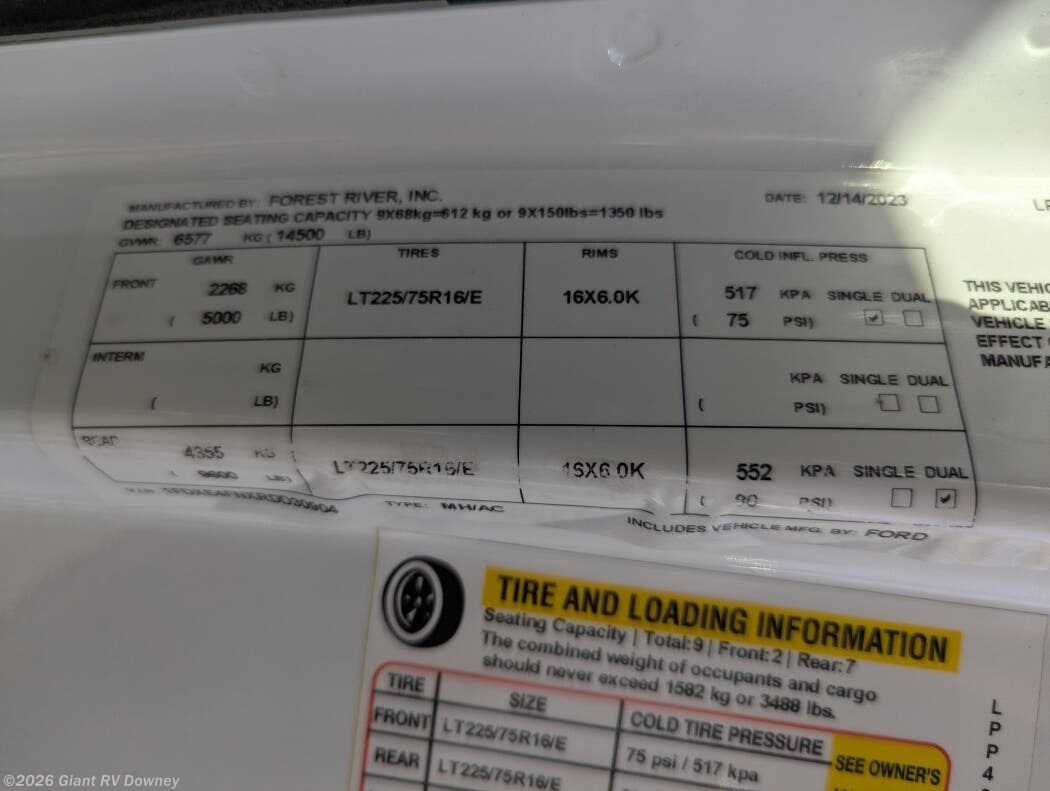 MANUFACTURED BY FOREST RIVER, INC. DATE: 12/14/2023
DESIGNATED SEATING CAPACITY 9X68kg=612 kg or 9X150lbs=1350 lbs
GVWR: 6577 KG ( 14500 LB)
GAWR TIRES RIMS COLD INFL. PRESS
FRONT 2268 KG LT225/75R16/E 16X6.0K 517 KPA SINGLE DUAL
( 5000 LB) ( 75 PSI)
INTERM KG KPA SINGLE DUAL
( LB) ( PSI)
4355 KG LT225/75R16/E 16X6.0K 552 KPA SINGLE DUAL
( 9600 LB) ( 80 PSI)
TYPE: MH/AC
INCLUDES VEHICLE MFG. BY: FORD
THIS VEHIC
APPLICAB
VEHICLE
EFFECT
MANUFA
TIRE AND LOADING INFORMATION
Seating Capacity | Total: 9 | Front: 2 | Rear: 7
The combined weight of occupants and cargo
should never exceed 1582 kg or 3488 lbs.
TIRE SIZE COLD TIRE PRESSURE
FRONT LT225/75R16/E 75 psi / 517 kpa
REAR LT225/75R16/E
SEE OWNER'S
LPP4
©2026 Giant RV Downey